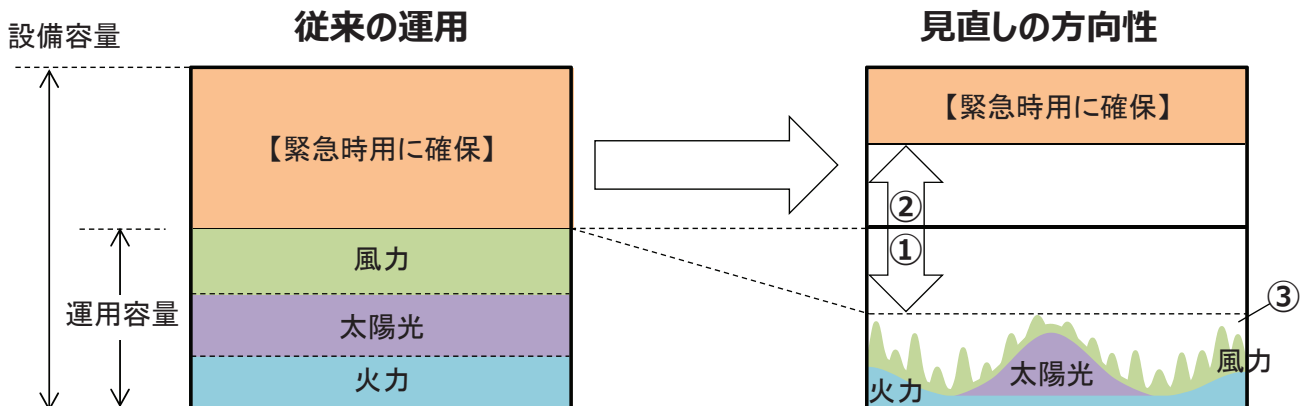 従来の運用
見直しの方向性
設備容量
【緊急時用に確保】
【緊急時用に確保】
②
①
風力
太陽光
火力
運用容量
③
風力
太陽光
火力